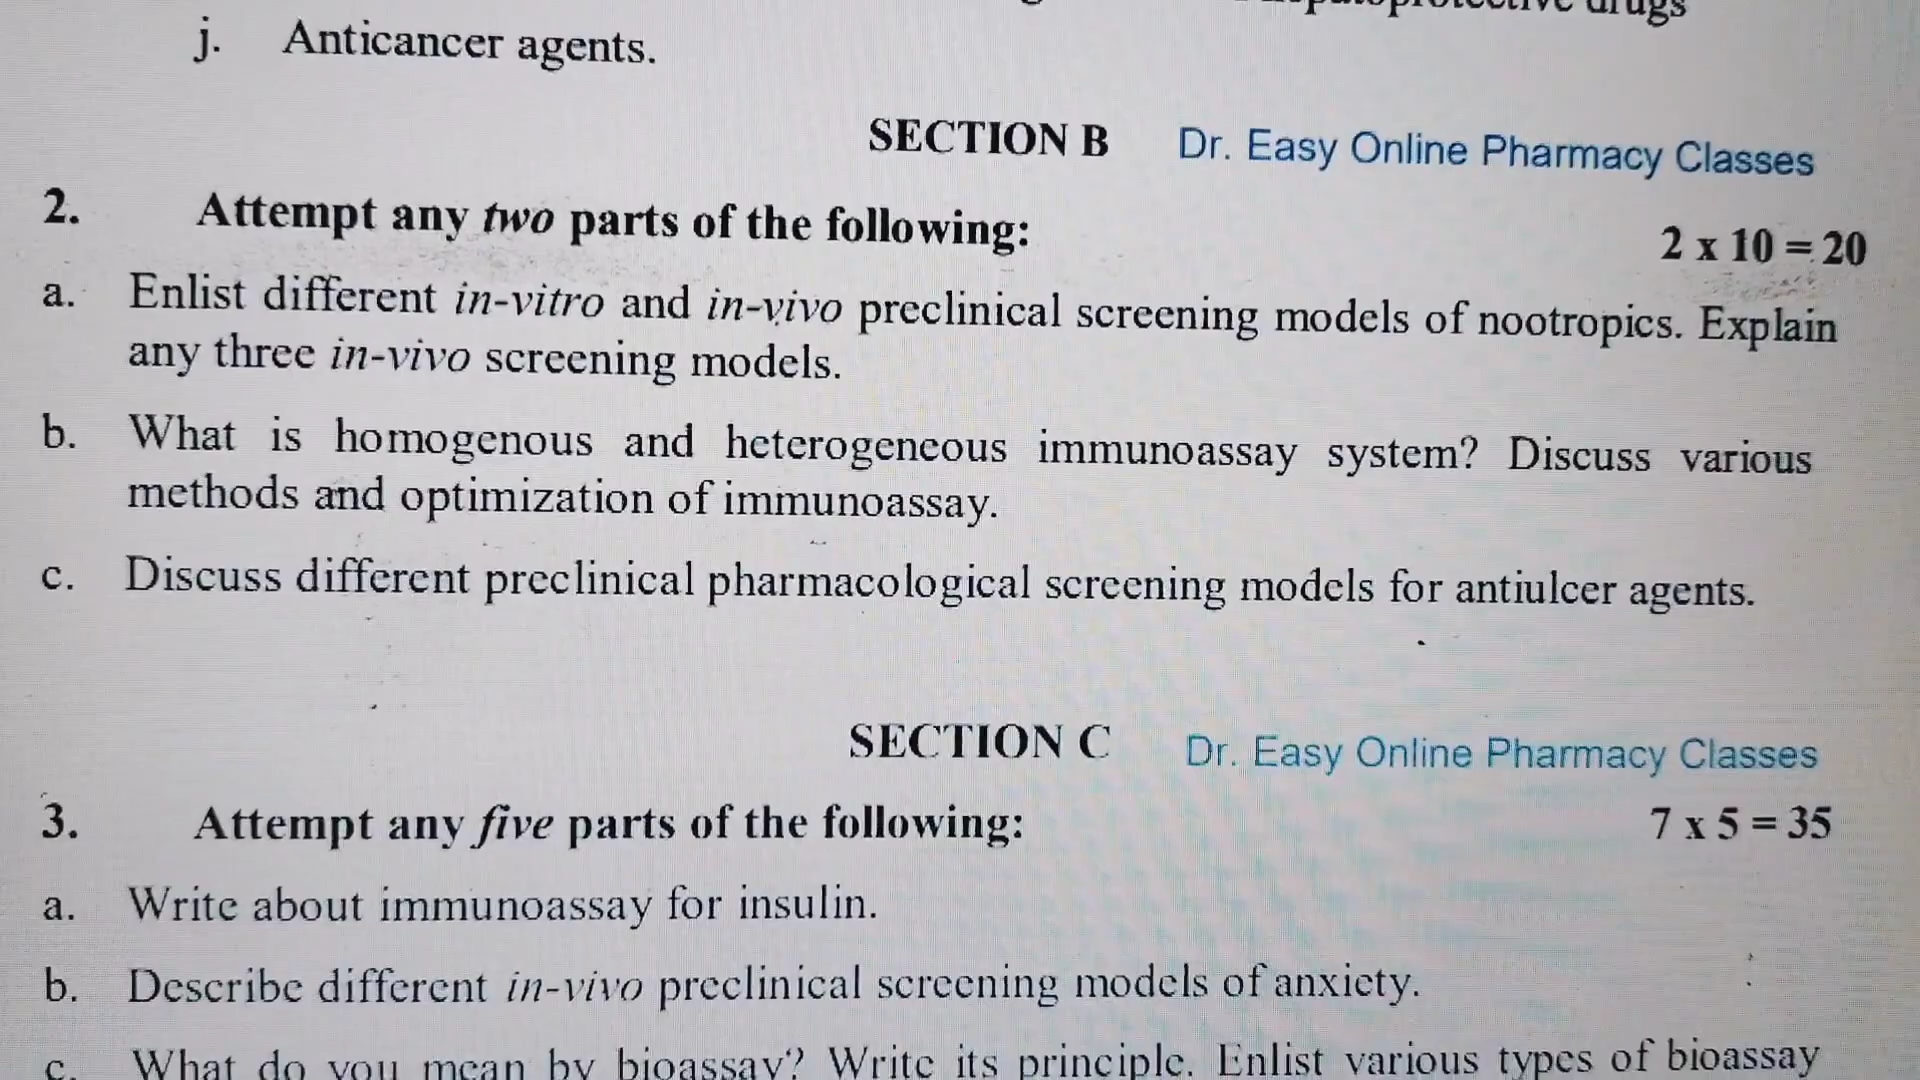 drugs
j. Anticancer agents.
SECTION B Dr. Easy Online Pharmacy Classes
2. Attempt any two parts of the following:
2 x 10 = 20
a. Enlist different in-vitro and in-vivo preclinical screening models of nootropics. Explain
any three in-vivo screening models.
b. What is homogenous and heterogeneous immunoassay system? Discuss various
methods and optimization of immunoassay.
c. Discuss different preclinical pharmacological screening models for antiulcer agents.
SECTION C Dr. Easy Online Pharmacy Classes
3. Attempt any five parts of the following: 7 x 5 = 35
a. Write about immunoassay for insulin.
b. Describe different in-vivo preclinical screening models of anxiety.
c. What do you mean by bioassay? Write its principle. Enlist various types of bioassay